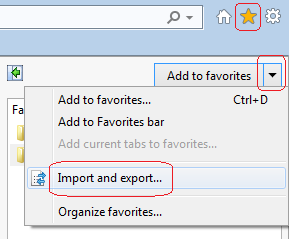 Add to favorites
Fa
Add to favorites... Ctrl+D
Add to Favorites bar
Add current tabs to favorites...
Import and export...
Organize favorites...